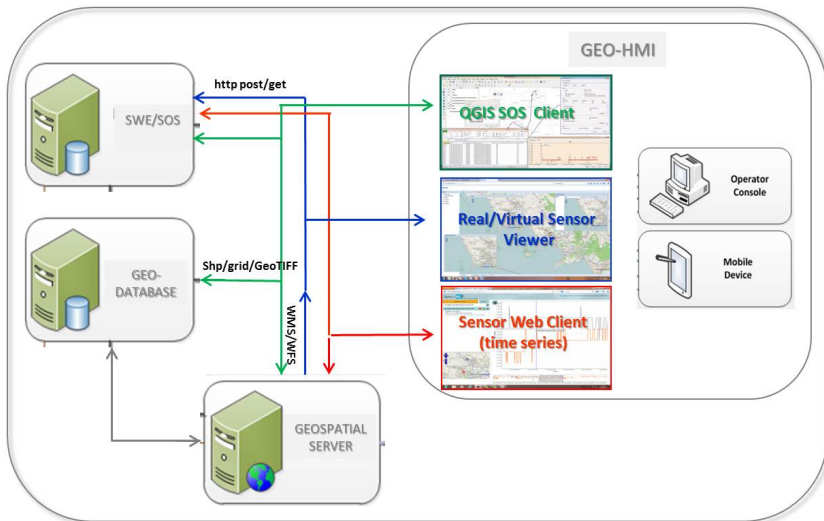 GEO-HMI
http post/get
SWE/SOS
QGIS SOS Client
Operator
Console
Real/Virtual Sensor
Viewer
Shp/grid/GeoTIFF
GEO-
DATABASE
Mobile
Device
WMS/WFS
Sensor Web Client
(time series)
GEOSPATIAL
SERVER